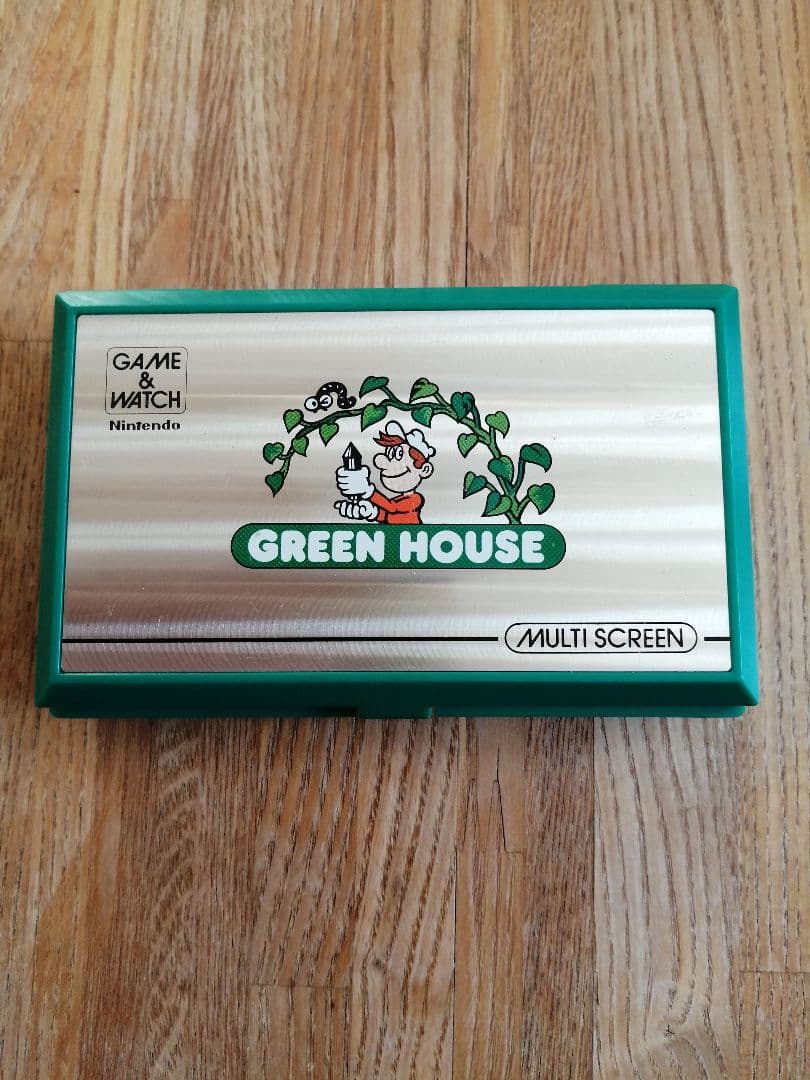 GAME
&
WATCH
Nintendo
GREEN HOUSE
MULTI SCREEN